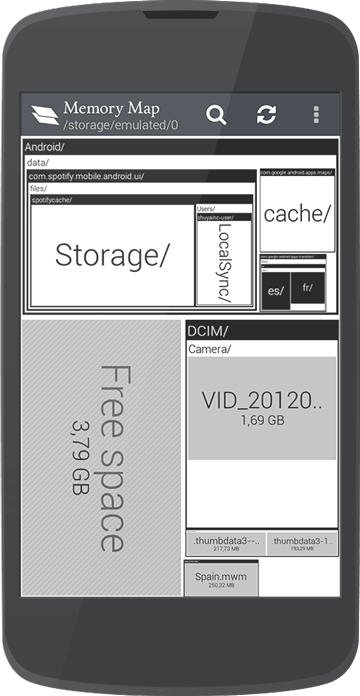 Memory Map
/storage/emulated/0
Android/
data/
com.spotify.mobile.android.ui/
com.google.android.apps.maps/
files/
spotifycache/
Users/
shuyainc-user/
Storage/
LocalSync/
cache/
es/
fr/
Free space
3,79 GB
DCIM/
Camera/
VID_20120..
1,69 GB
.thumbdata3--..
217,73 MB
.thumbdata3-1..
193,29 MB
Spain.mwm
250,32 MB